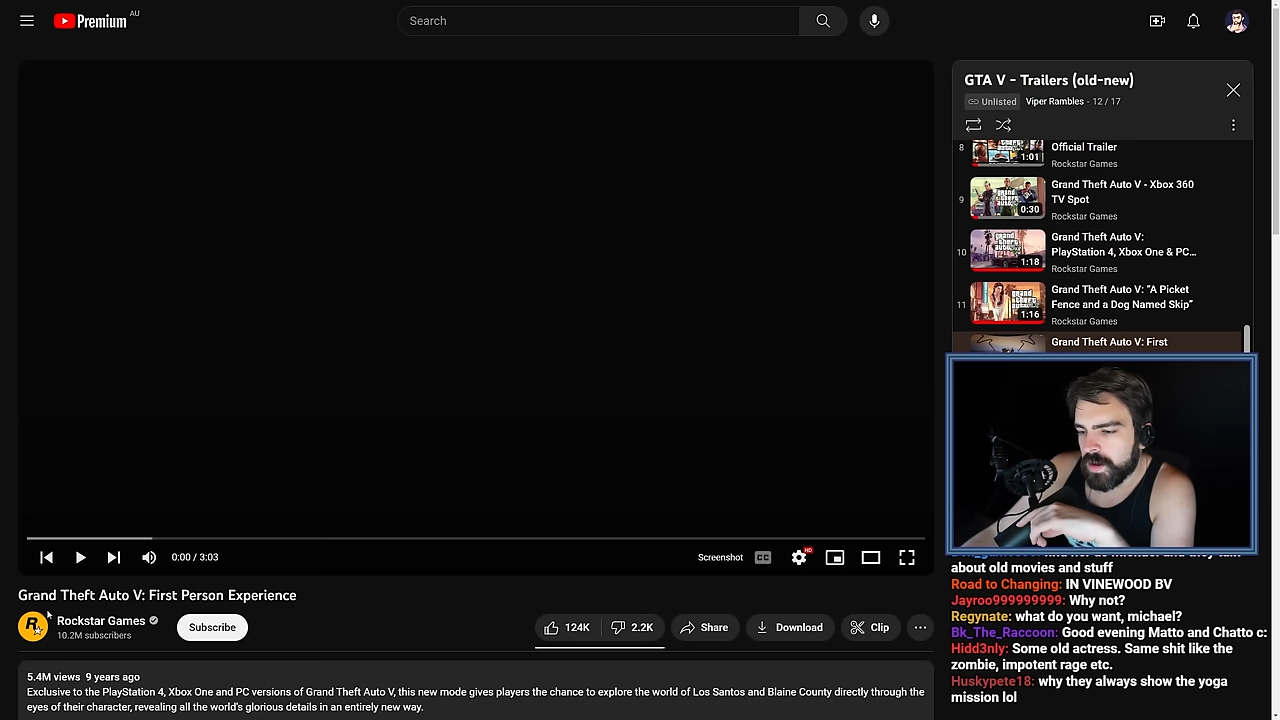 Premium AU
Search
GTA V - Trailers (old-new)
Unlisted Viper Rambles - 12 / 17
8
Official Trailer
1:01
Rockstar Games
9
Grand Theft Auto V - Xbox 360
TV Spot
0:30
Rockstar Games
10
Grand Theft Auto V:
PlayStation 4, Xbox One & PC...
1:18
Rockstar Games
11
Grand Theft Auto V: "A Picket
Fence and a Dog Named Skip"
1:16
Rockstar Games
Grand Theft Auto V: First
0:00 / 3:03
Screenshot
CC
HD
Grand Theft Auto V: First Person Experience
Rockstar Games
10.2M subscribers
Subscribe
124K
2.2K
Share
Download
Clip
5.4M views 9 years ago
Exclusive to the PlayStation 4, Xbox One and PC versions of Grand Theft Auto V, this new mode gives players the chance to explore the world of Los Santos and Blaine County directly through the
eyes of their character, revealing all the world's glorious details in an entirely new way.
about old movies and stuff
Road to Changing: IN VINEWOOD BV
Jayroo999999999: Why not?
Regynate: what do you want, michael?
Bk_The_Raccoon: Good evening Matto and Chatto c:
Hidd3nly: Some old actress. Same shit like the
zombie, impotent rage etc.
Huskypete18: why they always show the yoga
mission lol